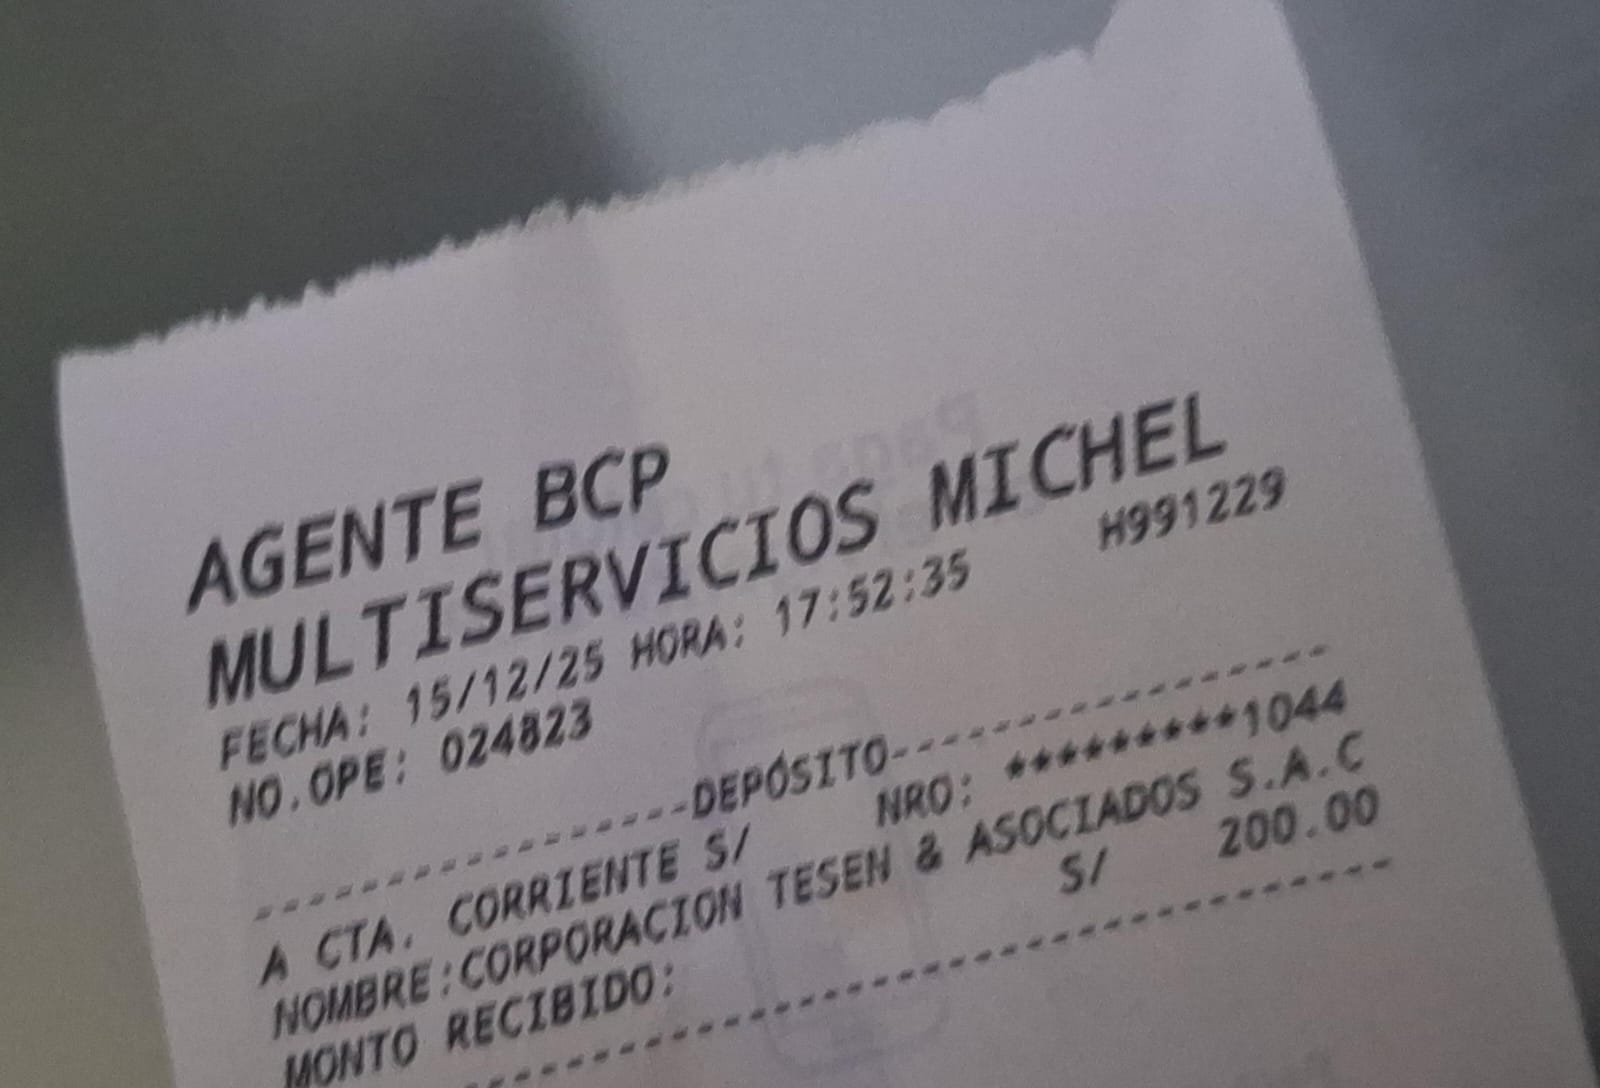 AGENTE BCP
MULTISERVICIOS MICHEL
FECHA: 15/12/25 HORA: 17:52:35 H991229
NO.OPE: 024823
----------------DEPÓSITO----------------
A CTA. CORRIENTE S/ NRO: *********1044
NOMBRE:CORPORACION TESEN & ASOCIADOS S.A.C
MONTO RECIBIDO: S/ 200.00
----------------------------------------